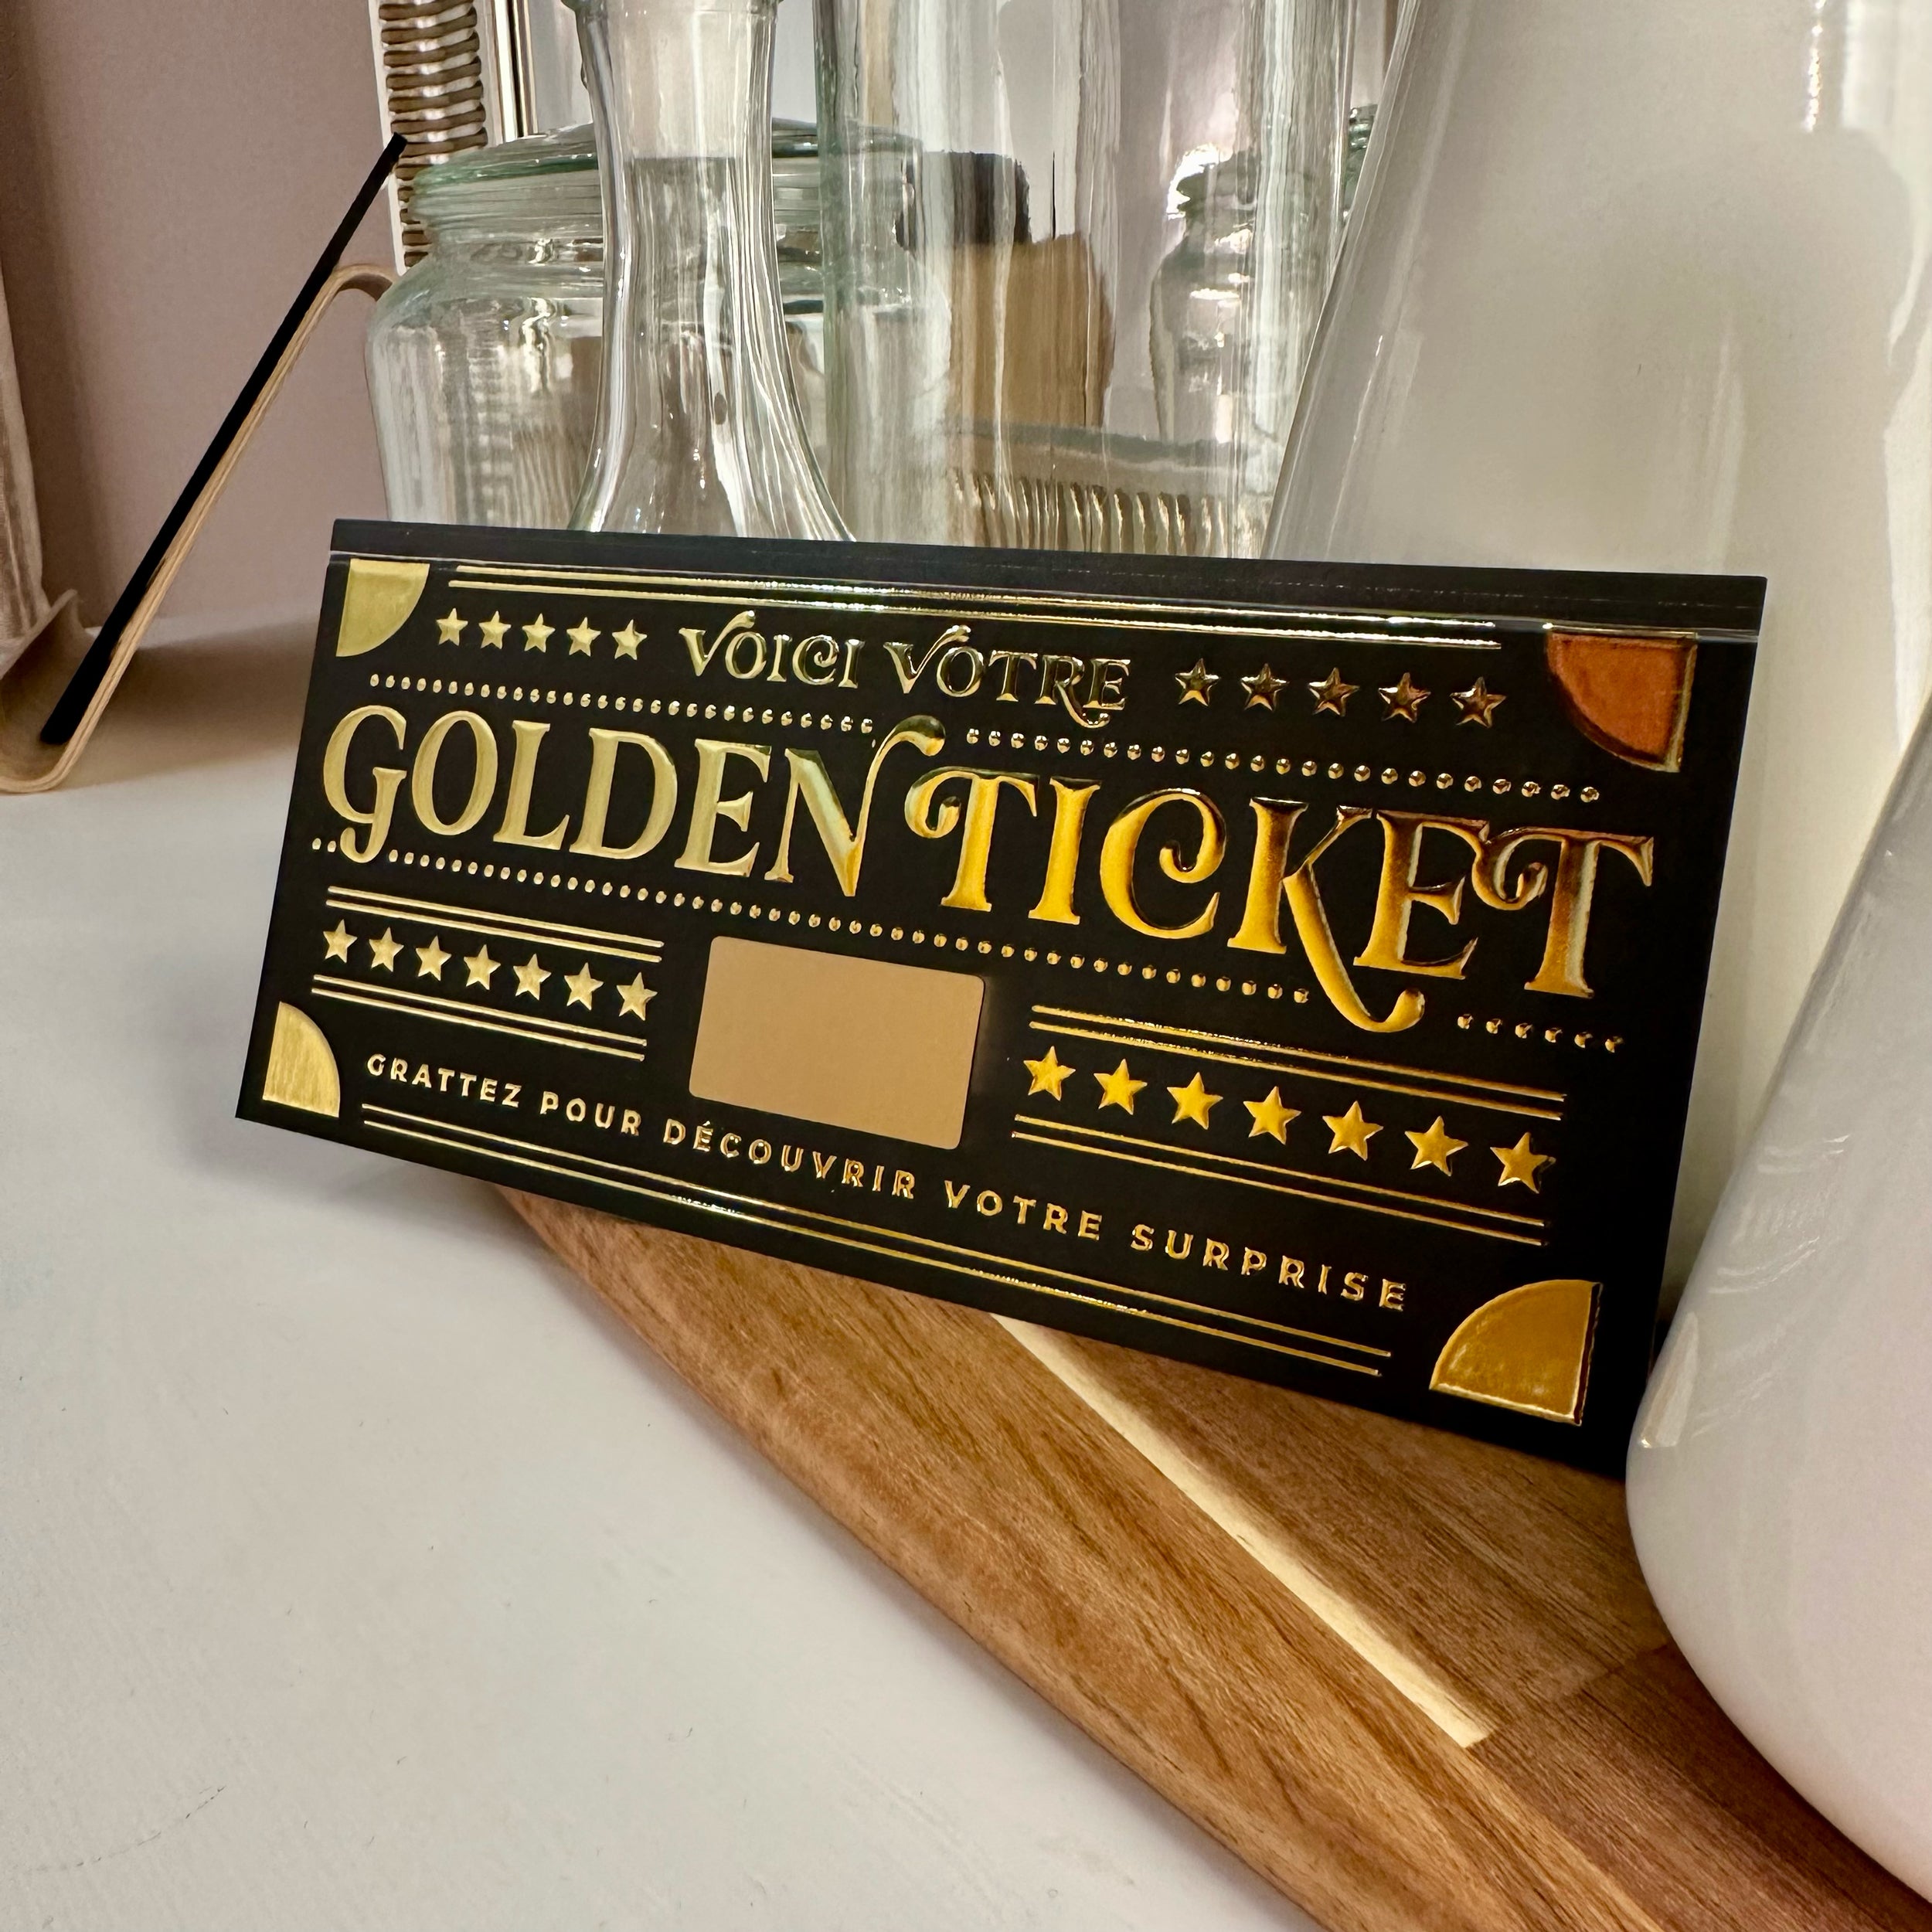 VOICI VOTRE
GOLDEN TICKET
GRATTEZ POUR DÉCOUVRIR VOTRE SURPRISE